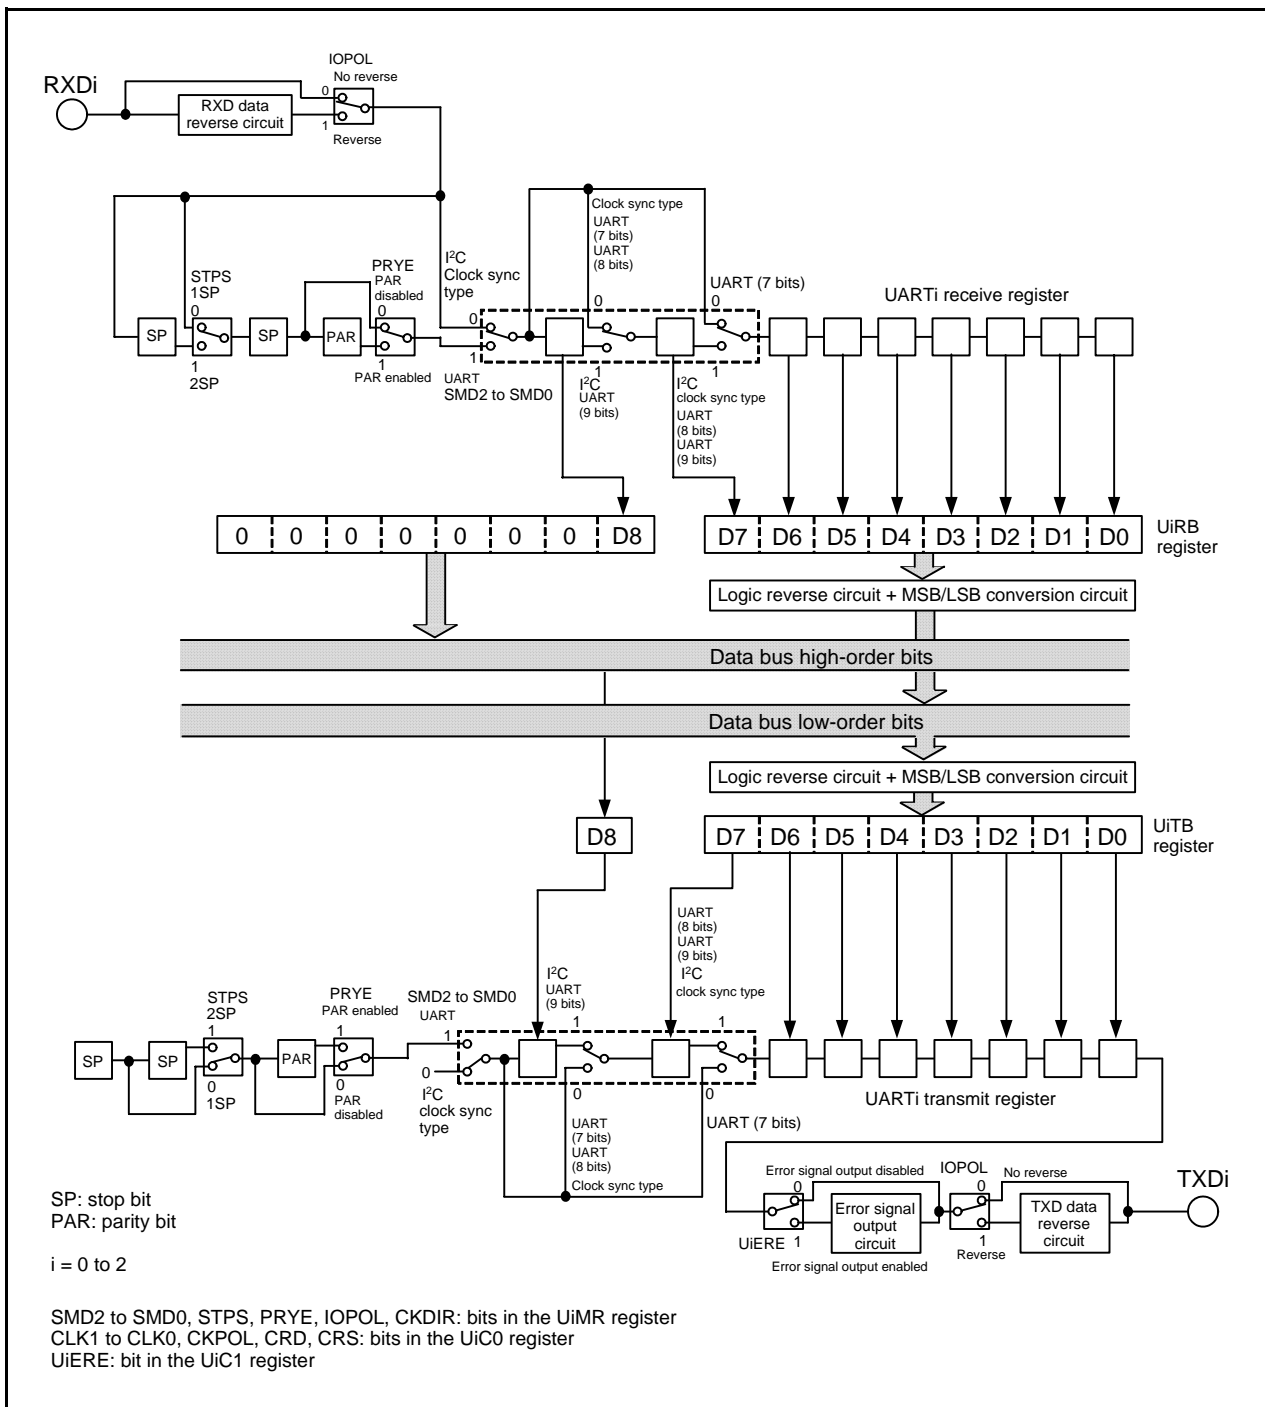 IOPOL
No reverse
RXDi
0
RXD data
reverse circuit
1
Reverse
Clock sync type
UART
(7 bits)
UART
(8 bits)
STPS
1SP
0
PRYE
PAR
disabled
0
I²C
Clock sync
type
0
UART (7 bits)
0
UARTi receive register
0
SP
SP
PAR
1
2SP
1
PAR enabled
1
UART
SMD2 to SMD0
1
I²C
UART
(9 bits)
1
I²C
clock sync type
UART
(8 bits)
UART
(9 bits)
0 0 0 0 0 0 0 D8
D7 D6 D5 D4 D3 D2 D1 D0
UiRB
register
Logic reverse circuit + MSB/LSB conversion circuit
Data bus high-order bits
Data bus low-order bits
Logic reverse circuit + MSB/LSB conversion circuit
D8
D7 D6 D5 D4 D3 D2 D1 D0
UiTB
register
UART
(8 bits)
UART
(9 bits)
I²C
clock sync type
I²C
UART
(9 bits)
STPS
2SP
1
PRYE
PAR enabled
1
SMD2 to SMD0
UART
1
1
1
SP
SP
PAR
0
1SP
0
PAR
disabled
0
I²C
clock sync
type
0
UART
(7 bits)
UART
(8 bits)
Clock sync type
0
UART (7 bits)
UARTi transmit register
Error signal output disabled
0
IOPOL
0
No reverse
TXDi
UiERE
1
Error signal
output
circuit
Error signal output enabled
1
Reverse
TXD data
reverse
circuit
SP: stop bit
PAR: parity bit
i = 0 to 2
SMD2 to SMD0, STPS, PRYE, IOPOL, CKDIR: bits in the UiMR register
CLK1 to CLK0, CKPOL, CRD, CRS: bits in the UiC0 register
UiERE: bit in the UiC1 register